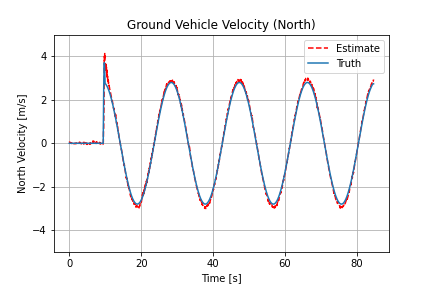 Ground Vehicle Velocity (North)
Estimate
Truth
North Velocity [m/s]
4
2
0
−2
−4
0 20 40 60 80
Time [s]